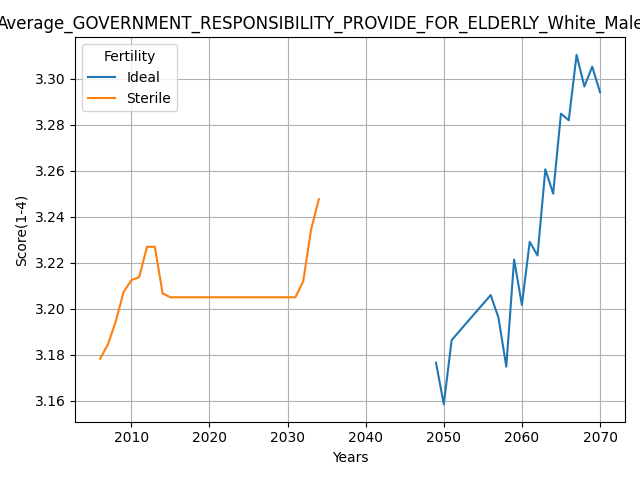 Average_GOVERNMENT_RESPONSIBILITY_PROVIDE_FOR_ELDERLY_White_Male
Fertility
Ideal
Sterile
3.30
3.28
3.26
3.24
3.22
3.20
3.18
3.16
Score(1-4)
2010 2020 2030 2040 2050 2060 2070
Years